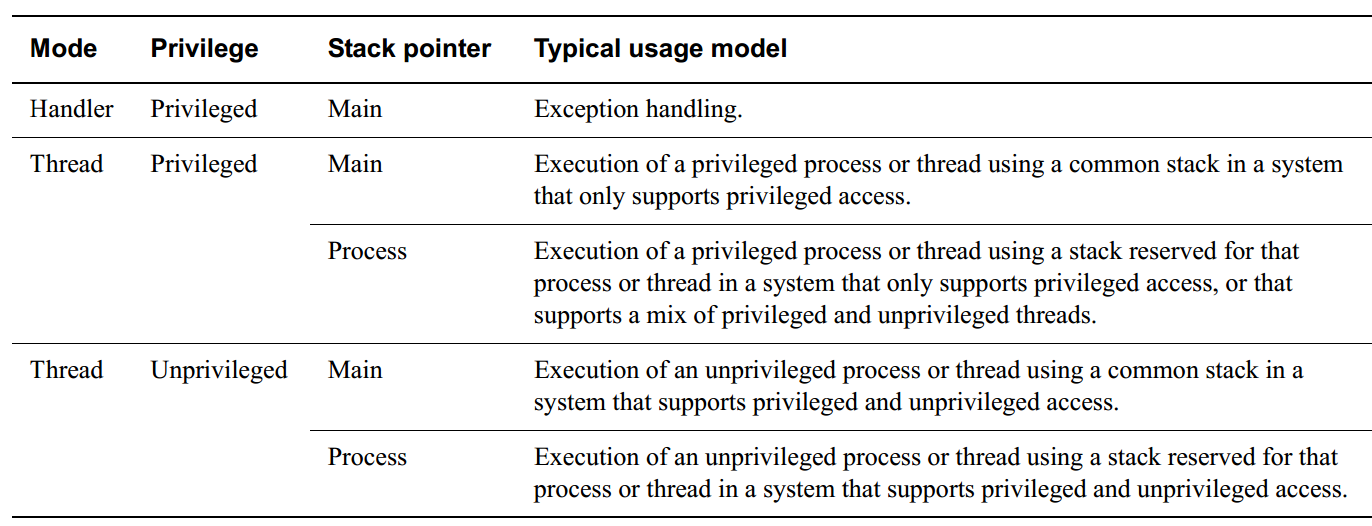 Mode Privilege Stack pointer Typical usage model
Handler Privileged Main Exception handling.
Thread Privileged Main Execution of a privileged process or thread using a common stack in a system
that only supports privileged access.
Process Execution of a privileged process or thread using a stack reserved for that
process or thread in a system that only supports privileged access, or that
supports a mix of privileged and unprivileged threads.
Thread Unprivileged Main Execution of an unprivileged process or thread using a common stack in a
system that supports privileged and unprivileged access.
Process Execution of an unprivileged process or thread using a stack reserved for that
process or thread in a system that supports privileged and unprivileged access.